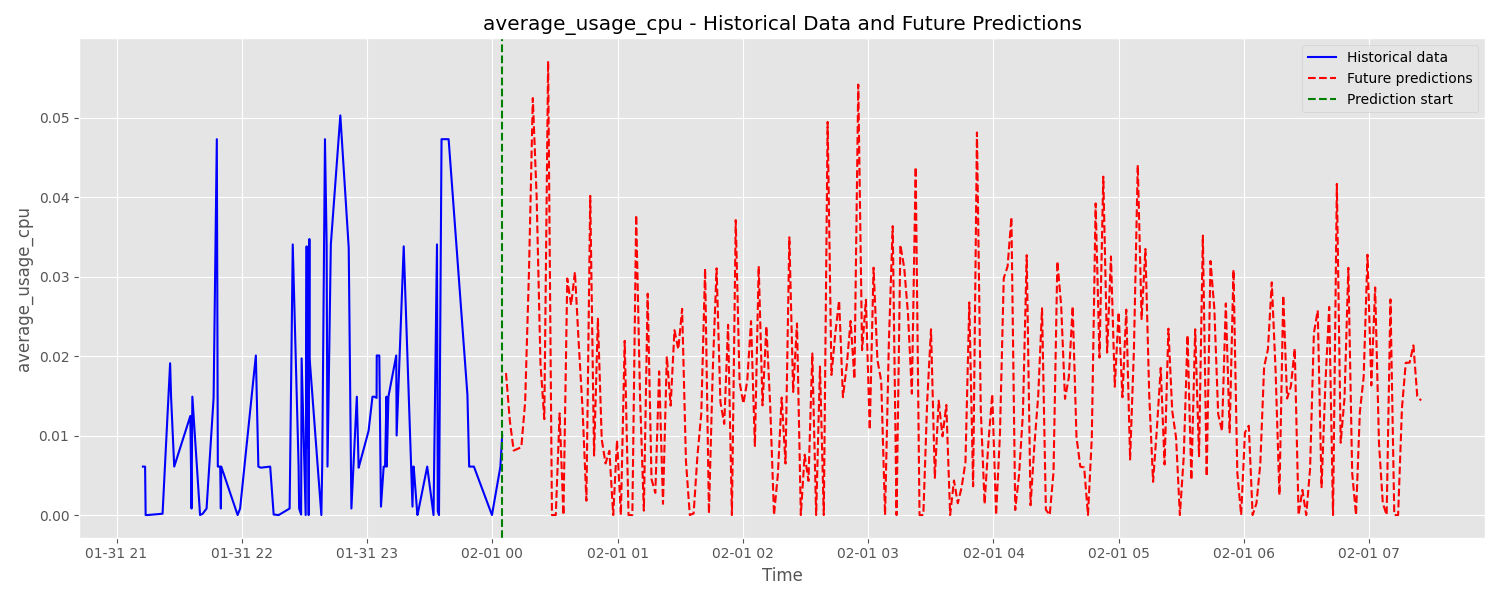 average_usage_cpu - Historical Data and Future Predictions
Historical data
Future predictions
Prediction start
average_usage_cpu
0.05
0.04
0.03
0.02
0.01
0.00
01-31 21
01-31 22
01-31 23
02-01 00
02-01 01
02-01 02
02-01 03
02-01 04
02-01 05
02-01 06
02-01 07
Time